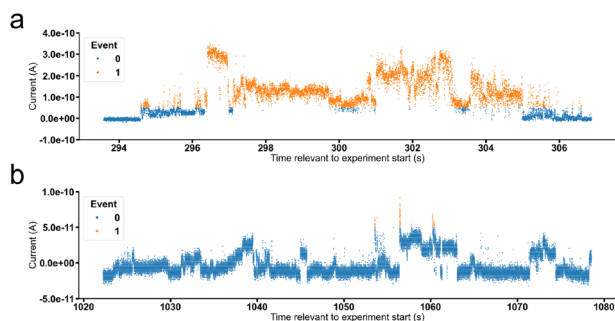 a
Event
0
1
Current (A)
4.0e-10
3.0e-10
2.0e-10
1.0e-10
0.0e+00
-1.0e-10
294 296 298 300 302 304 306
Time relevant to experiment start (s)
b
Event
0
1
Current (A)
1.0e-10
5.0e-11
0.0e+00
-5.0e-11
1020 1030 1040 1050 1060 1070 1080
Time relevant to experiment start (s)